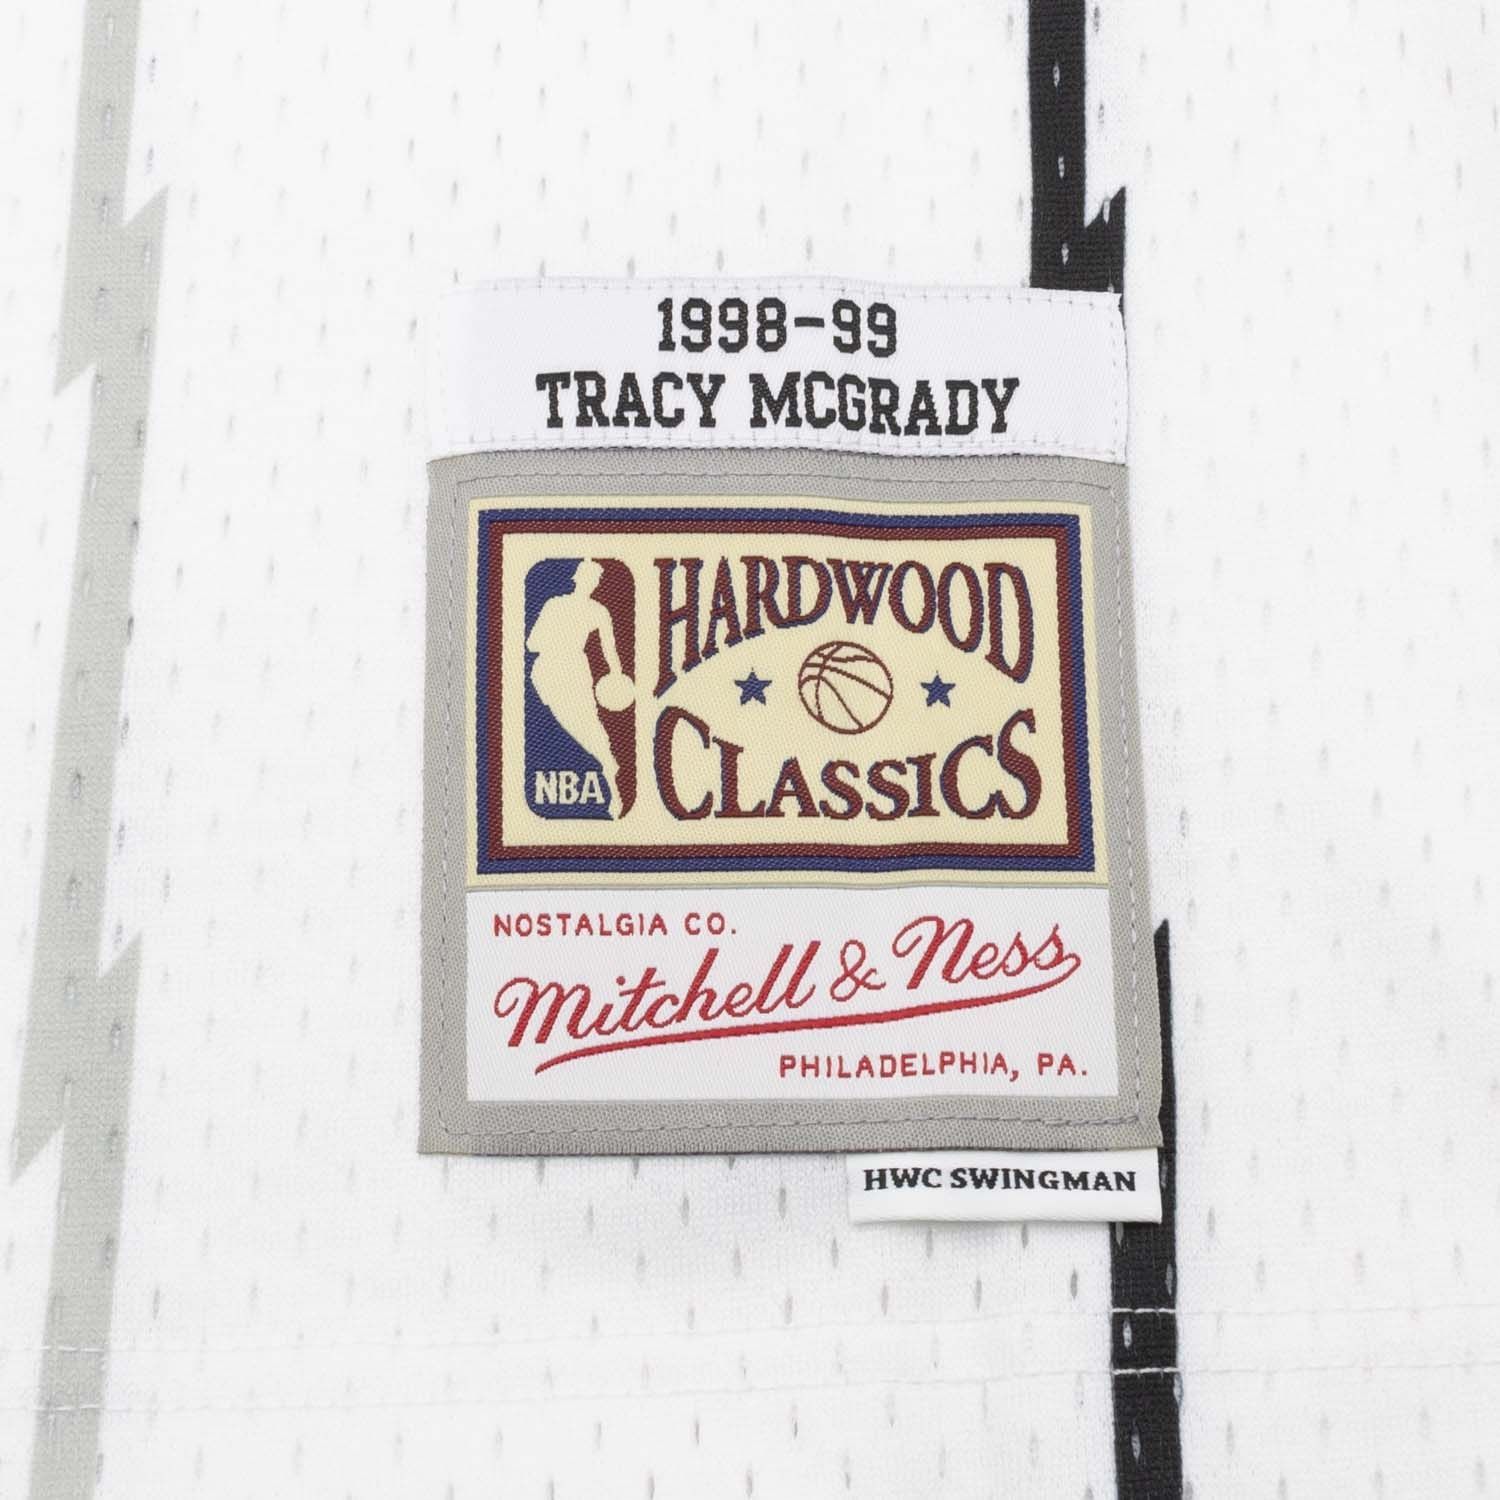 1998-99
TRACY MCGRADY
HARDWOOD
CLASSICS
NBA
NOSTALGIA CO.
Mitchell & Ness
PHILADELPHIA, PA.
HWC SWINGMAN